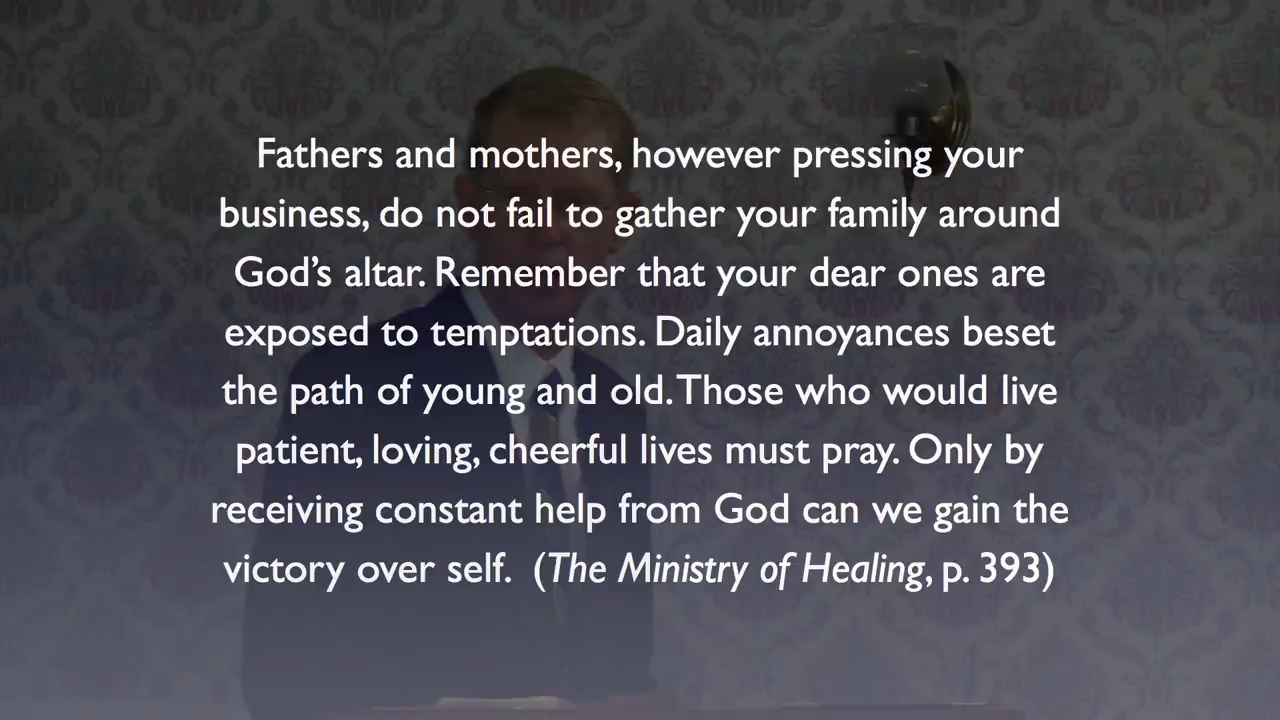 Fathers and mothers, however pressing your
business, do not fail to gather your family around
God’s altar. Remember that your dear ones are
exposed to temptations. Daily annoyances beset
the path of young and old. Those who would live
patient, loving, cheerful lives must pray. Only by
receiving constant help from God can we gain the
victory over self. (The Ministry of Healing, p. 393)